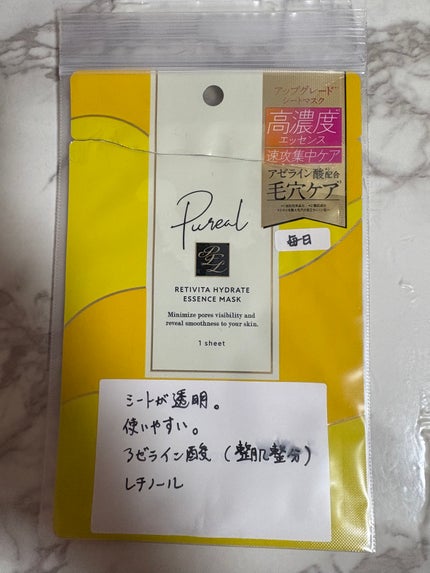 アップグレード
シートマスク
高濃度
エッセンス
速攻集中ケア
アゼライン酸配合
毛穴ケア
Pureal
毎日
RETIVITA HYDRATE
ESSENCE MASK
Minimize pores visibility and
reveal smoothness to your skin.
1 sheet
シートが透明。
使いやすい。
アゼライン酸（整肌整分）
レチノール